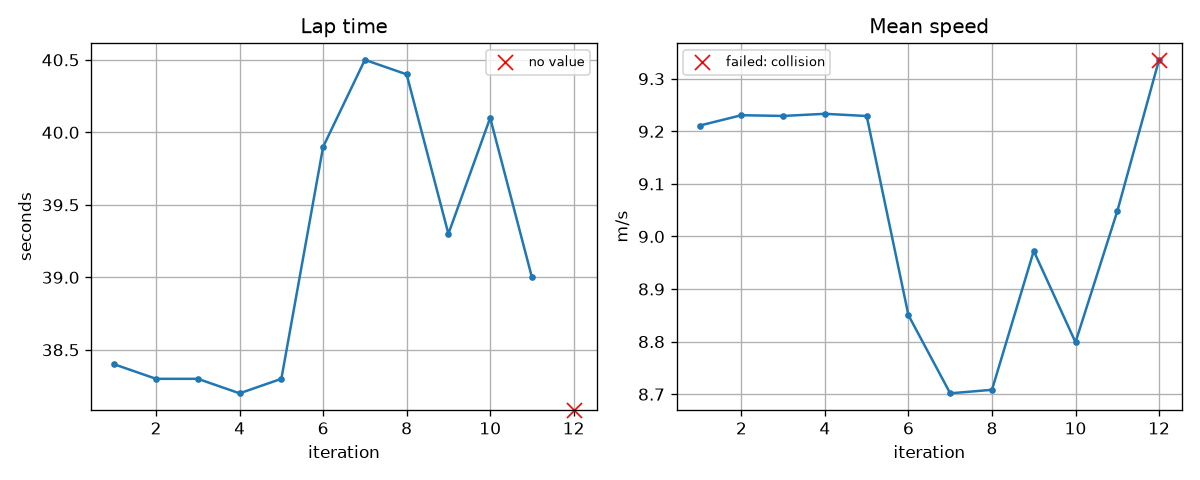 Lap time
no value
40.5
40.0
39.5
39.0
38.5
seconds
2 4 6 8 10 12
iteration
Mean speed
failed: collision
9.3
9.2
9.1
9.0
8.9
8.8
8.7
m/s
2 4 6 8 10 12
iteration